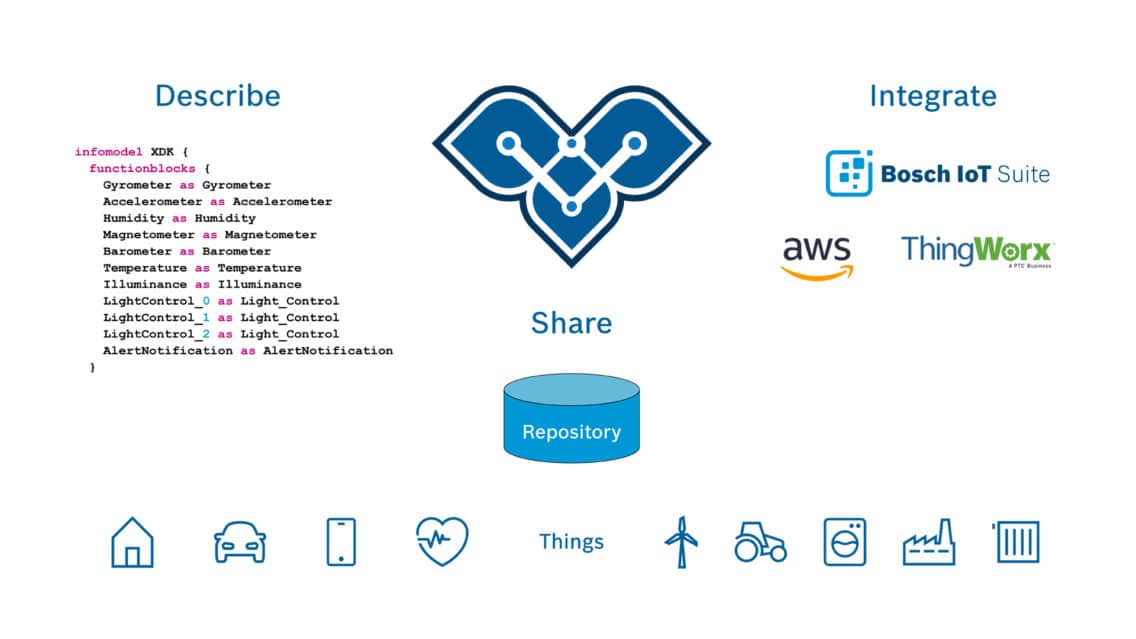 Describe
infomodel XDK {
functionblocks {
Gyrometer as Gyrometer
Accelerometer as Accelerometer
Humidity as Humidity
Magnetometer as Magnetometer
Barometer as Barometer
Temperature as Temperature
Illuminance as Illuminance
LightControl_0 as Light_Control
LightControl_1 as Light_Control
LightControl_2 as Light_Control
AlertNotification as AlertNotification
}
Share
Repository
Integrate
Bosch IoT Suite
aws
ThingWorx
A PTC Business
Things